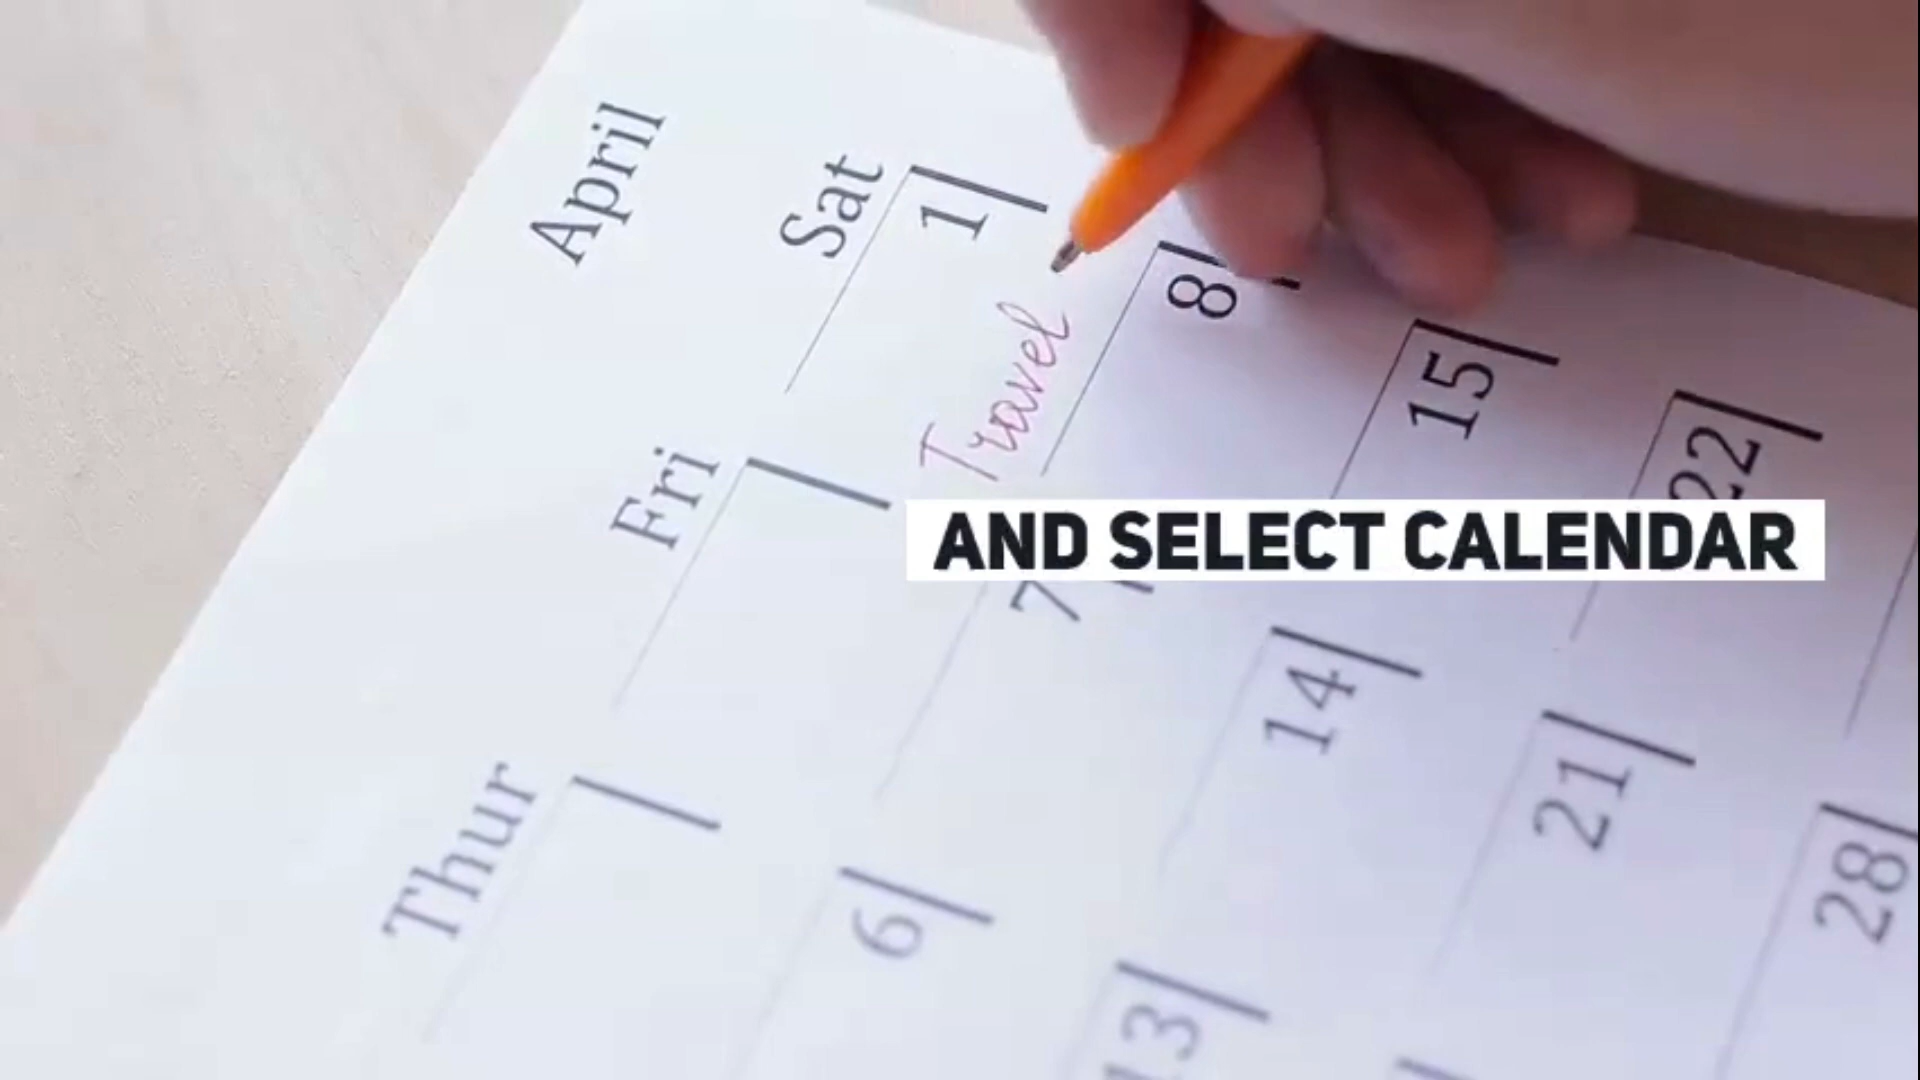 April
Sat
1
8
15
22
Travel
AND SELECT CALENDAR
Fri
7
14
21
28
Thur
6
13